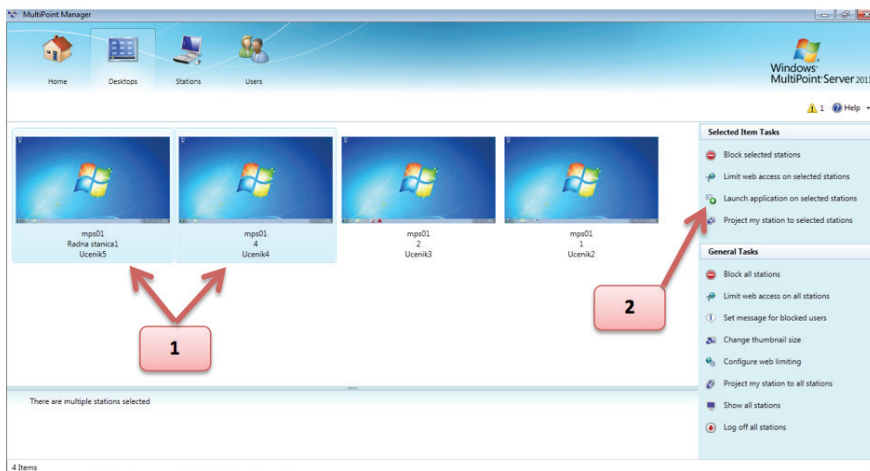 MultiPoint Manager
Home
Desktops
Stations
Users
Windows
MultiPoint Server 2011
1
Help
mps01
Radna stanica1
Ucenik5
mps01
4
Ucenik4
mps01
2
Ucenik3
mps01
1
Ucenik2
1
2
Selected Item Tasks
Block selected stations
Limit web access on selected stations
Launch application on selected stations
Project my station to selected stations
General Tasks
Block all stations
Limit web access on all stations
Set message for blocked users
Change thumbnail size
Configure web limiting
Project my station to all stations
Show all stations
Log off all stations
There are multiple stations selected
4 Items